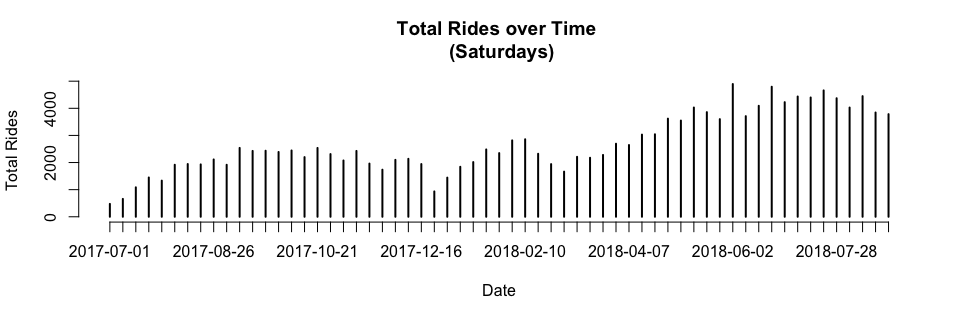 Total Rides over Time
(Saturdays)
Total Rides
4000
2000
0
2017-07-01 2017-08-26 2017-10-21 2017-12-16 2018-02-10 2018-04-07 2018-06-02 2018-07-28
Date